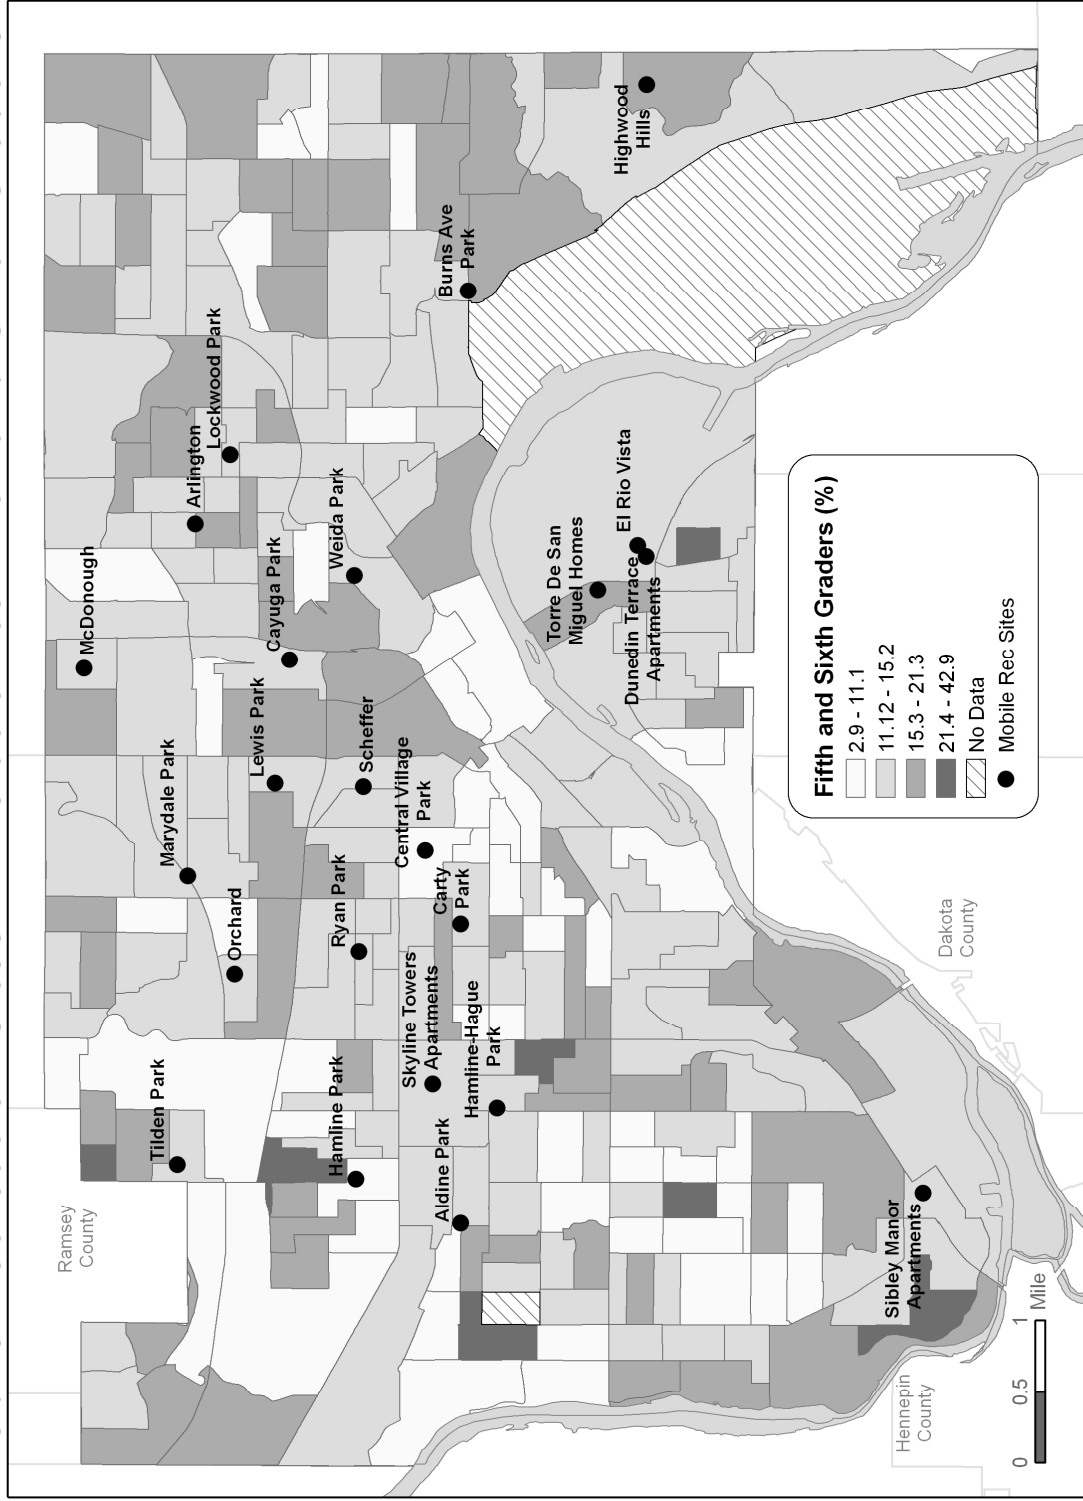 Ramsey
County
Tilden Park
Orchard
Marydale Park
McDonough
Arlington
Lockwood Park
Hamline Park
Ryan Park
Lewis Park
Cayuga Park
Scheffer
Weida Park
Aldine Park
Skyline Towers
Apartments
Hamline-Hague
Park
Carty
Park
Central Village
Park
Burns Ave
Park
Highwood
Hills
Torre De San
Miguel Homes
El Rio Vista
Dunedin Terrace
Apartments
Sibley Manor
Apartments
Hennepin
County
Dakota
County
0 0.5 1
Mile
Fifth and Sixth Graders (%)
2.9 - 11.1
11.12 - 15.2
15.3 - 21.3
21.4 - 42.9
No Data
Mobile Rec Sites